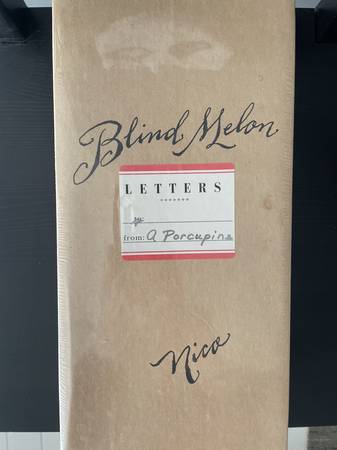 Blind Melon
LETTERS
to:
from: a Porcupine
Nico